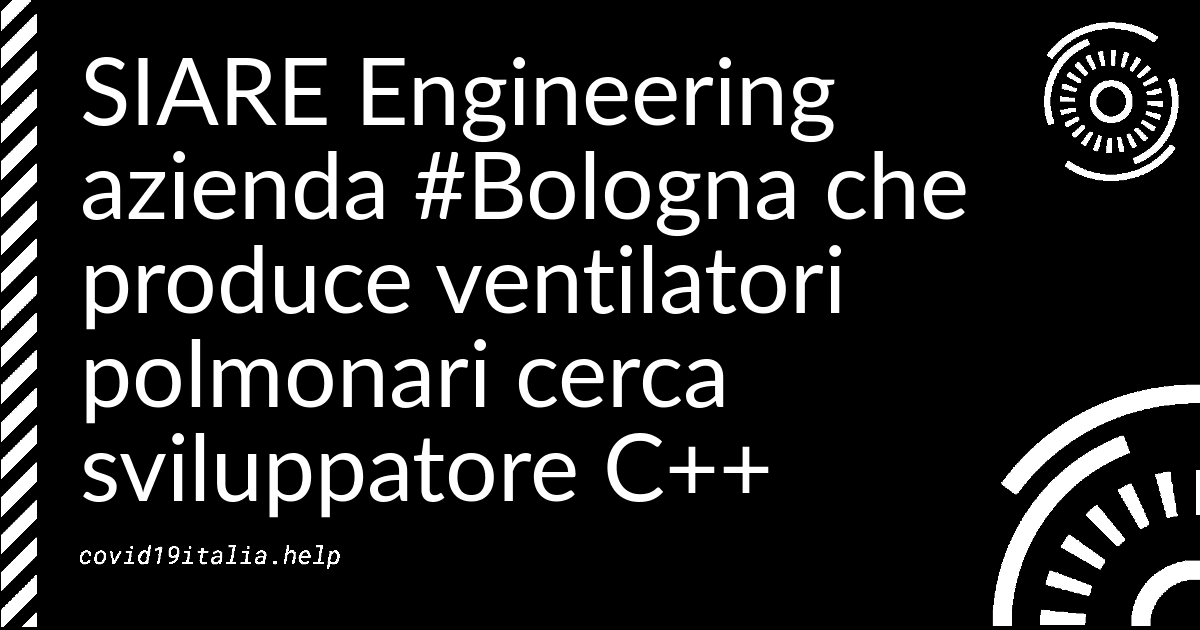 SIARE Engineering
azienda #Bologna che
produce ventilatori
polmonari cerca
sviluppatore C++
covid19italia.help